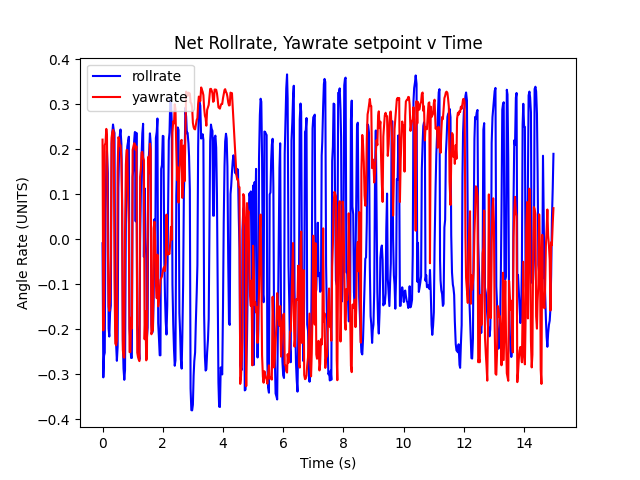 Net Rollrate, Yawrate setpoint v Time
rollrate
yawrate
Angle Rate (UNITS)
0.4
0.3
0.2
0.1
0.0
−0.1
−0.2
−0.3
−0.4
0 2 4 6 8 10 12 14
Time (s)